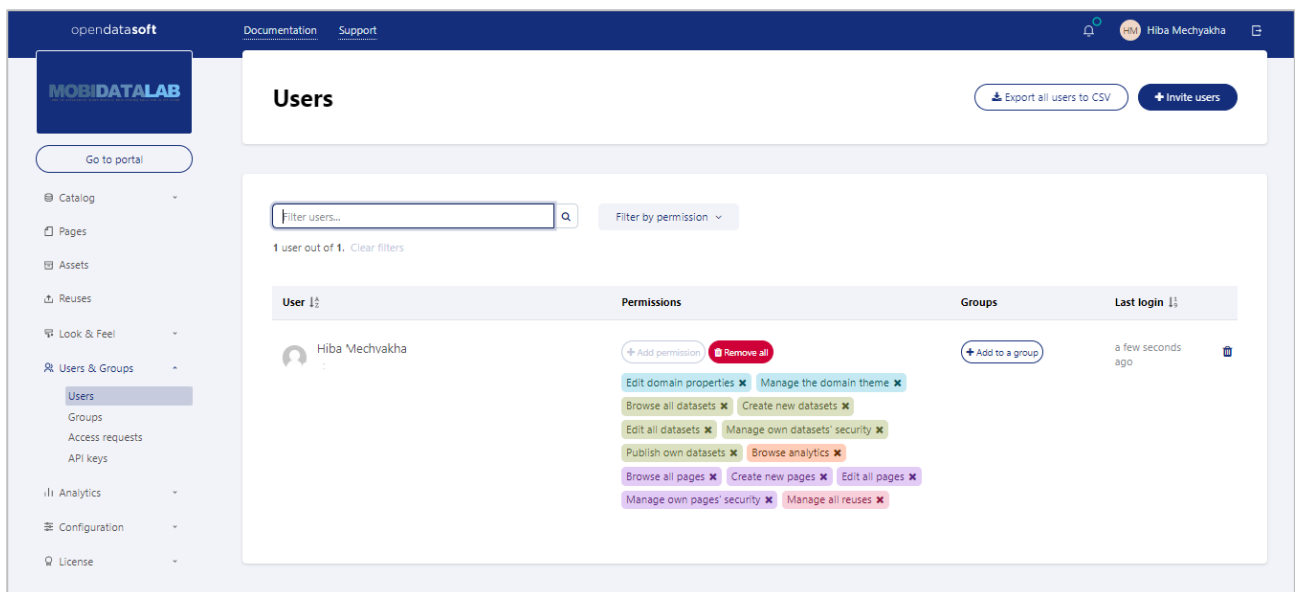 opendatasoft
Documentation Support
HM Hiba Mechyakha
MOBIDATALAB
Users
Export all users to CSV
Invite users
Go to portal
Catalog
Pages
Assets
Reuses
Look & Feel
Users & Groups
Users
Groups
Access requests
API keys
Analytics
Configuration
License
Filter users...
Filter by permission
1 user out of 1. Clear filters
User Permissions Groups Last login
Hiba Mechyakha
+ Add permission Remove all
Edit domain properties ✖ Manage the domain theme ✖
Browse all datasets ✖ Create new datasets ✖
Edit all datasets ✖ Manage own datasets' security ✖
Publish own datasets ✖ Browse analytics ✖
Browse all pages ✖ Create new pages ✖ Edit all pages ✖
Manage own pages' security ✖ Manage all reuses ✖
+ Add to a group
a few seconds
ago